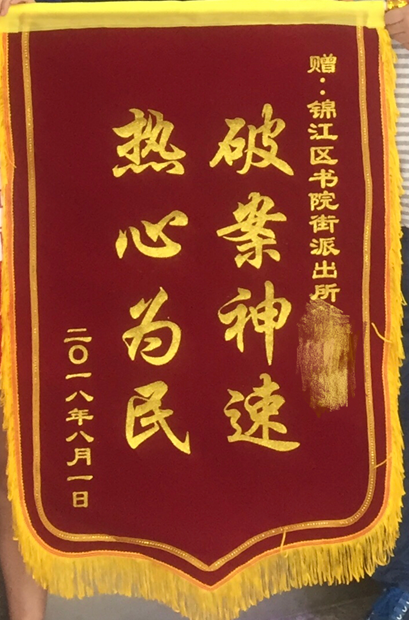 赠：锦江区书院街派出所
破案神速
热心为民
二〇一八年八月一日